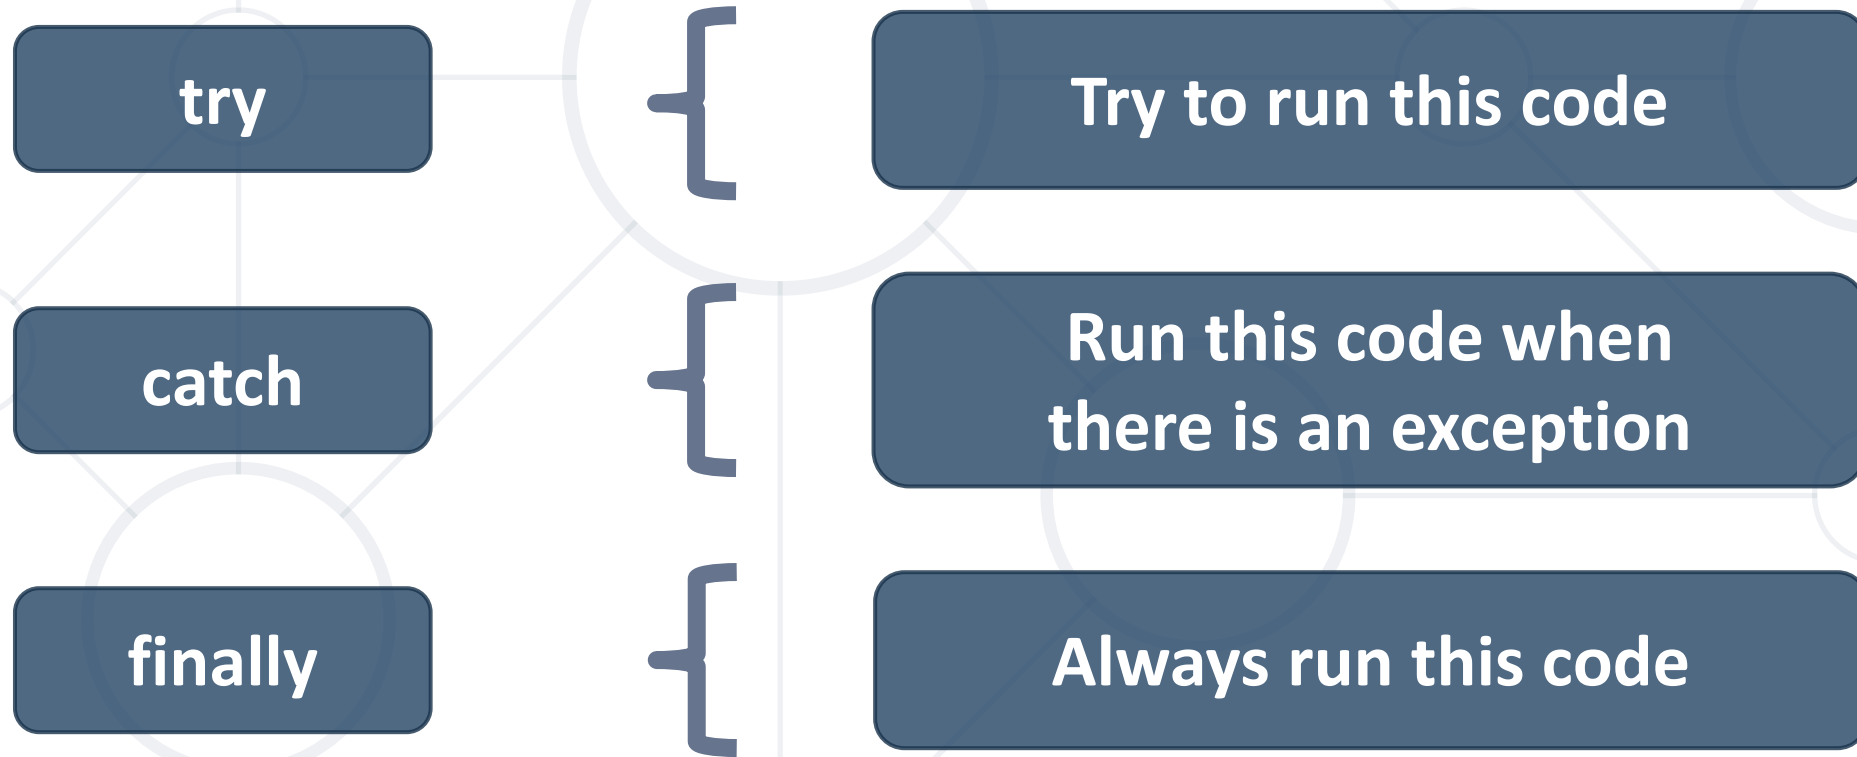 try
Try to run this code
catch
Run this code when
there is an exception
finally
Always run this code